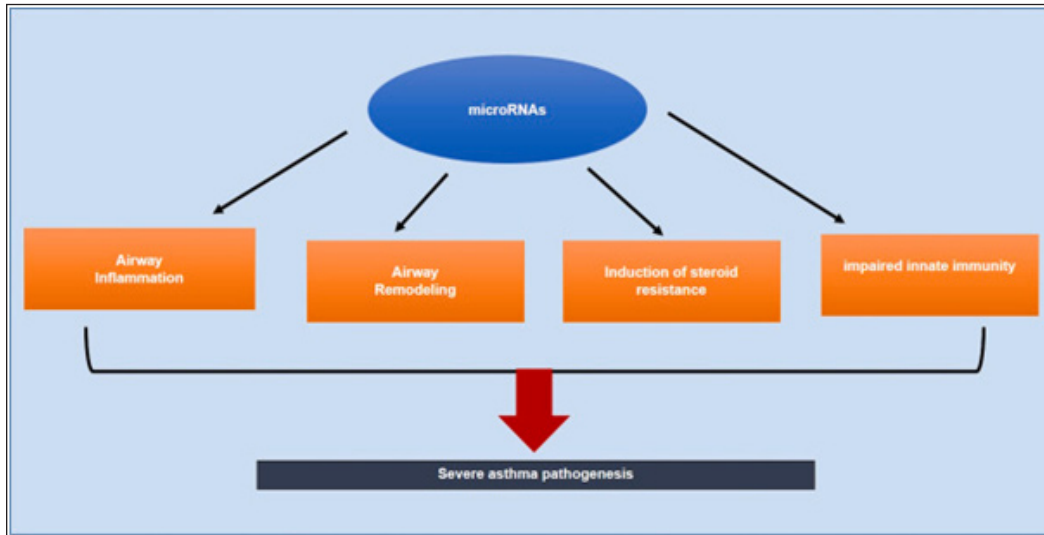 microRNAs
Airway
Inflammation
Airway
Remodeling
Induction of steroid
resistance
impaired innate immunity
Severe asthma pathogenesis